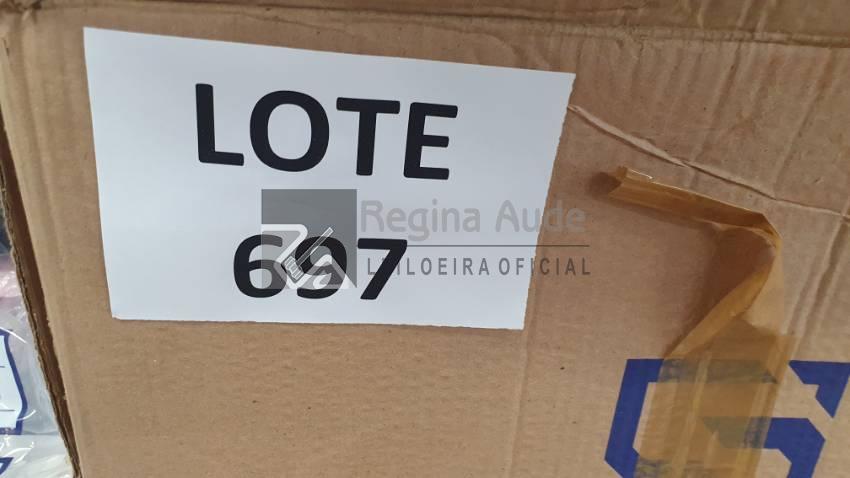 LOTE
697
Regina Aude
LEILOEIRA OFICIAL